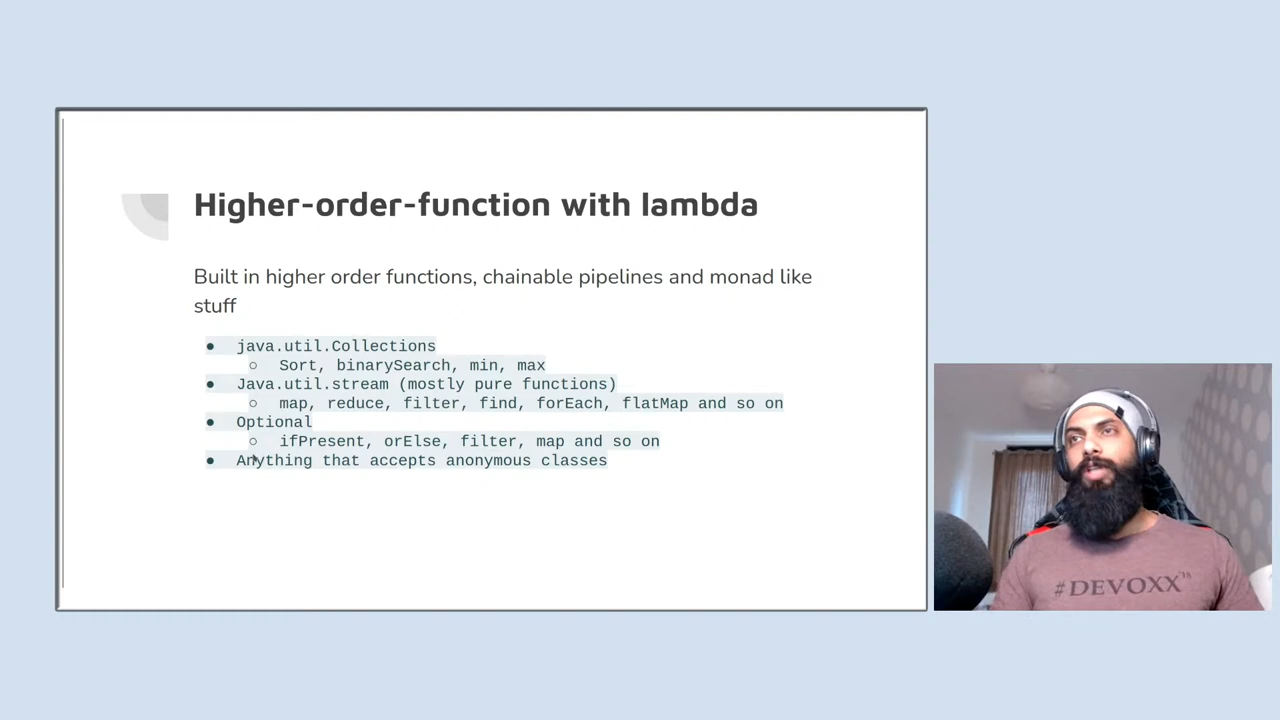 Higher-order-function with lambda
Built in higher order functions, chainable pipelines and monad like
stuff
● java.util.Collections
○ Sort, binarySearch, min, max
● Java.util.stream (mostly pure functions)
○ map, reduce, filter, find, forEach, flatMap and so on
● Optional
○ ifPresent, orElse, filter, map and so on
● Anything that accepts anonymous classes
#DEVOXX'18